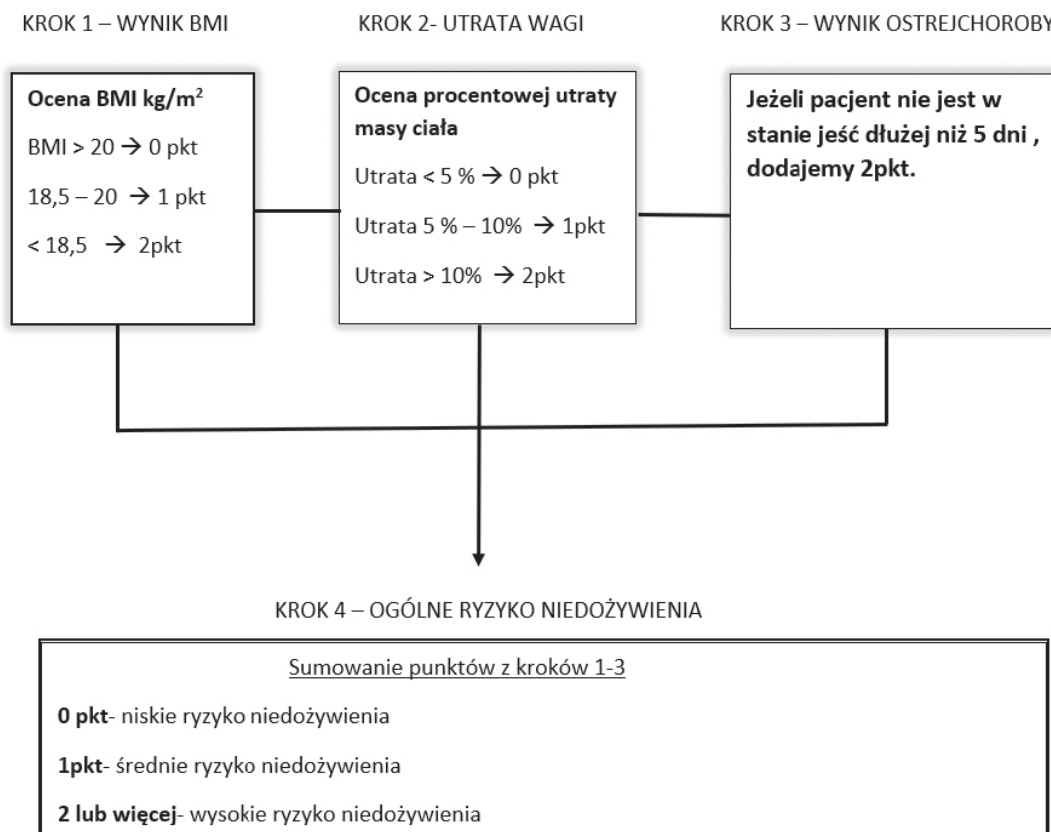 KROK 1 – WYNIK BMI
KROK 2- UTRATA WAGI
KROK 3 – WYNIK OSTREJCHOROBY
Ocena BMI kg/m²
BMI > 20 → 0 pkt
18,5 – 20 → 1 pkt
< 18,5 → 2pkt
Ocena procentowej utraty
masy ciała
Utrata < 5 % → 0 pkt
Utrata 5 % – 10% → 1pkt
Utrata > 10% → 2pkt
Jeżeli pacjent nie jest w
stanie jeść dłużej niż 5 dni ,
dodajemy 2pkt.
KROK 4 – OGÓLNE RYZYKO NIEDOŻYWIENIA
Sumowanie punktów z kroków 1-3
0 pkt- niskie ryzyko niedożywienia
1pkt- średnie ryzyko niedożywienia
2 lub więcej- wysokie ryzyko niedożywienia